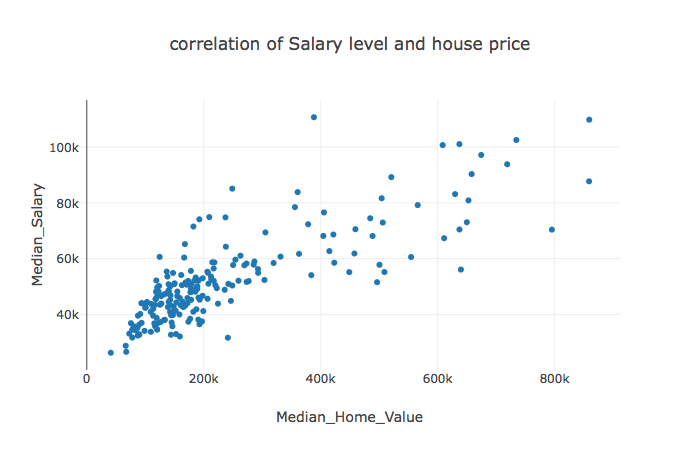 correlation of Salary level and house price
Median_Salary
100k
80k
60k
40k
0
200k
400k
600k
800k
Median_Home_Value